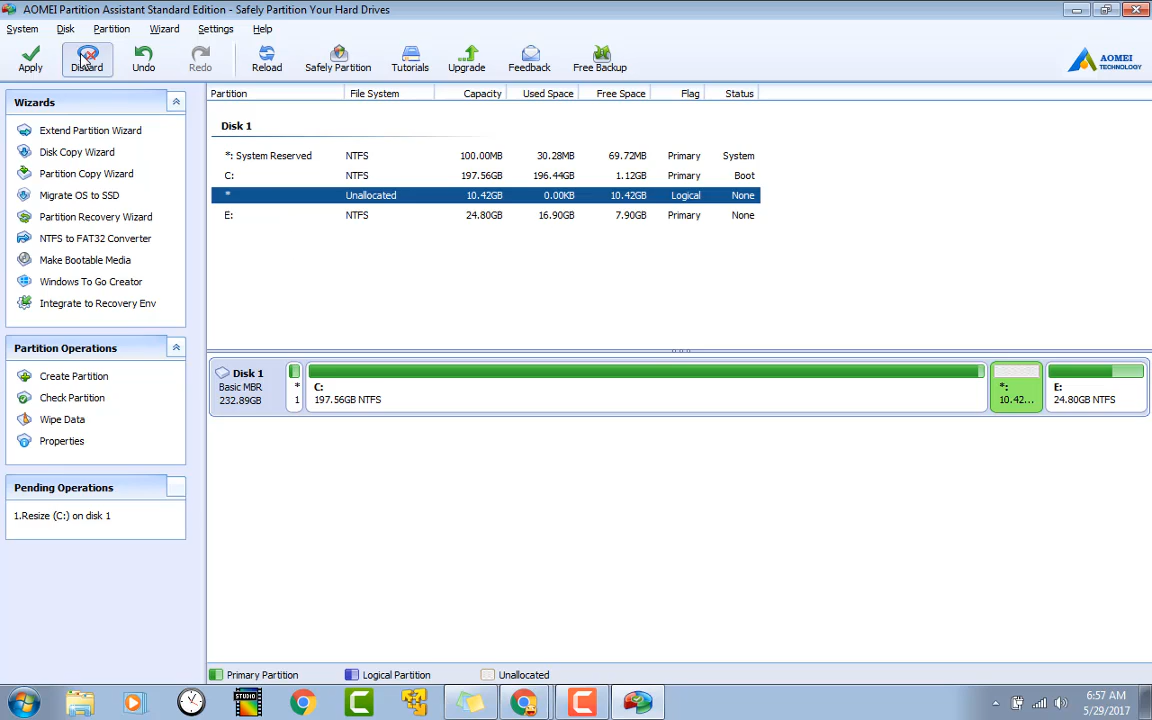 AOMEI Partition Assistant Standard Edition - Safely Partition Your Hard Drives
System Disk Partition Wizard Settings Help
Apply Discard Undo Redo Reload Safely Partition Tutorials Upgrade Feedback Free Backup
AOMEI
TECHNOLOGY
Wizards
Extend Partition Wizard
Disk Copy Wizard
Partition Copy Wizard
Migrate OS to SSD
Partition Recovery Wizard
NTFS to FAT32 Converter
Make Bootable Media
Windows To Go Creator
Integrate to Recovery Env
Partition Operations
Create Partition
Check Partition
Wipe Data
Properties
Pending Operations
1.Resize (C:) on disk 1
Partition File System Capacity Used Space Free Space Flag Status
Disk 1
*: System Reserved NTFS 100.00MB 30.28MB 69.72MB Primary System
C: NTFS 197.56GB 196.44GB 1.12GB Primary Boot
* Unallocated 10.42GB 0.00KB 10.42GB Logical None
E: NTFS 24.80GB 16.90GB 7.90GB Primary None
Disk 1
Basic MBR
232.89GB
*
1
C:
197.56GB NTFS
*:
10.42...
E:
24.80GB NTFS
Primary Partition Logical Partition Unallocated
STUDIO
6:57 AM
5/29/2017